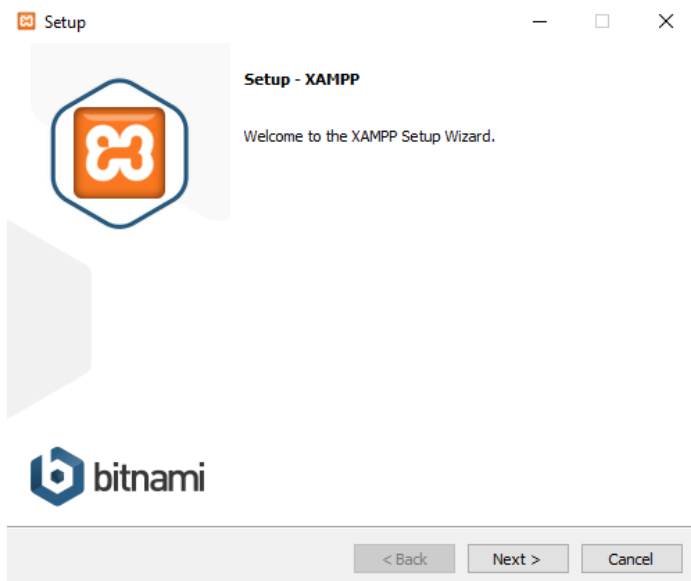 Setup
Setup - XAMPP
Welcome to the XAMPP Setup Wizard.
bitnami
< Back
Next >
Cancel